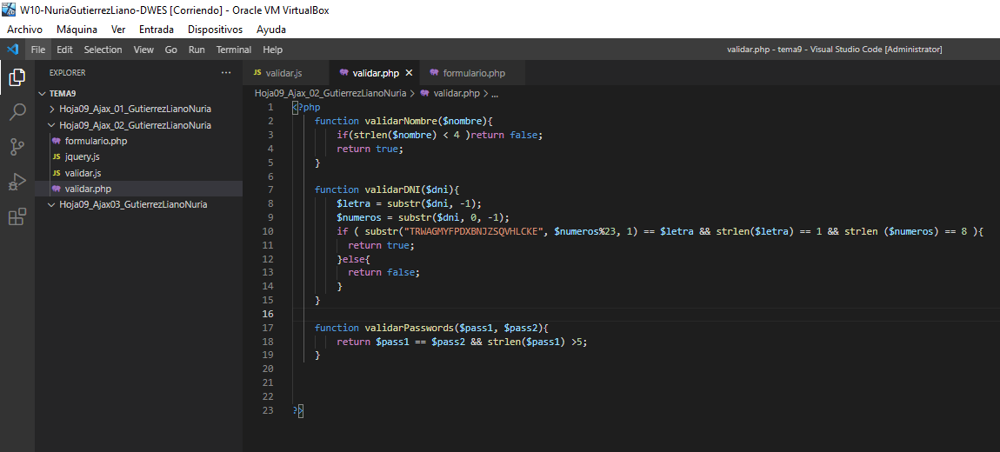 W10-NuriaGutierrezLiano-DWES [Corriendo] - Oracle VM VirtualBox
Archivo Máquina Ver Entrada Dispositivos Ayuda
File Edit Selection View Go Run Terminal Help validar.php - tema9 - Visual Studio Code [Administrator]
EXPLORER ...
TEMA9
Hoja09_Ajax_01_GutierrezLianoNuria
Hoja09_Ajax_02_GutierrezLianoNuria
formulario.php
JS jquery.js
JS validar.js
validar.php
Hoja09_Ajax03_GutierrezLianoNuria
JS validar.js validar.php × formulario.php
Hoja09_Ajax_02_GutierrezLianoNuria > validar.php > ...
1 <?php
2 function validarNombre($nombre){
3 if(strlen($nombre) < 4 )return false;
4 return true;
5 }
6
7 function validarDNI($dni){
8 $letra = substr($dni, -1);
9 $numeros = substr($dni, 0, -1);
10 if ( substr("TRWAGMYFPDXBNJZSQVHLCKE", $numeros%23, 1) == $letra && strlen($letra) == 1 && strlen ($numeros) == 8 ){
11 return true;
12 }else{
13 return false;
14 }
15 }
16
17 function validarPasswords($pass1, $pass2){
18 return $pass1 == $pass2 && strlen($pass1) >5;
19 }
20
21
22
23 ?>